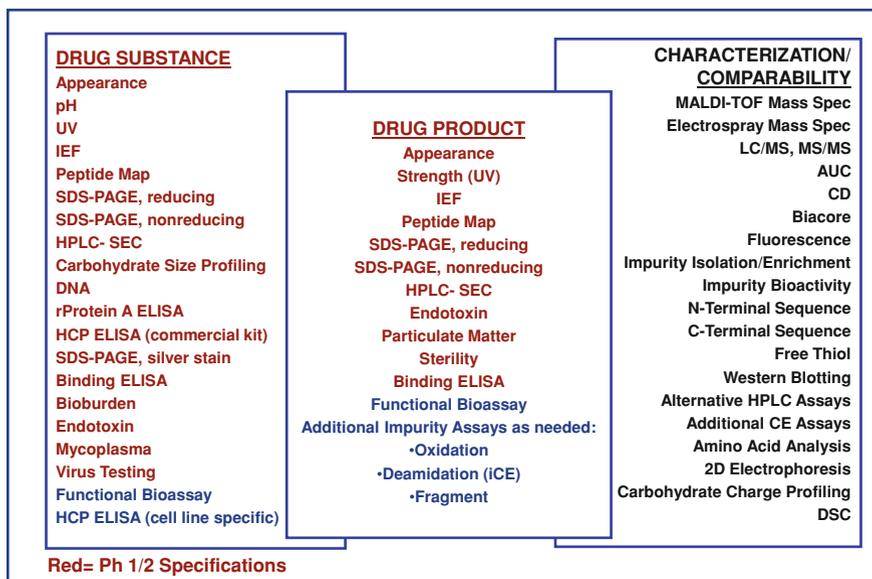 DRUG SUBSTANCE
Appearance
pH
UV
IEF
Peptide Map
SDS-PAGE, reducing
SDS-PAGE, nonreducing
HPLC- SEC
Carbohydrate Size Profiling
DNA
rProtein A ELISA
HCP ELISA (commercial kit)
SDS-PAGE, silver stain
Binding ELISA
Bioburden
Endotoxin
Mycoplasma
Virus Testing
Functional Bioassay
HCP ELISA (cell line specific)
DRUG PRODUCT
Appearance
Strength (UV)
IEF
Peptide Map
SDS-PAGE, reducing
SDS-PAGE, nonreducing
HPLC- SEC
Endotoxin
Particulate Matter
Sterility
Binding ELISA
Functional Bioassay
Additional Impurity Assays as needed:
•Oxidation
•Deamidation (iCE)
•Fragment
CHARACTERIZATION/
COMPARABILITY
MALDI-TOF Mass Spec
Electrospray Mass Spec
LC/MS, MS/MS
AUC
CD
Biacore
Fluorescence
Impurity Isolation/Enrichment
Impurity Bioactivity
N-Terminal Sequence
C-Terminal Sequence
Free Thiol
Western Blotting
Alternative HPLC Assays
Additional CE Assays
Amino Acid Analysis
2D Electrophoresis
Carbohydrate Charge Profiling
DSC
Red= Ph 1/2 Specifications